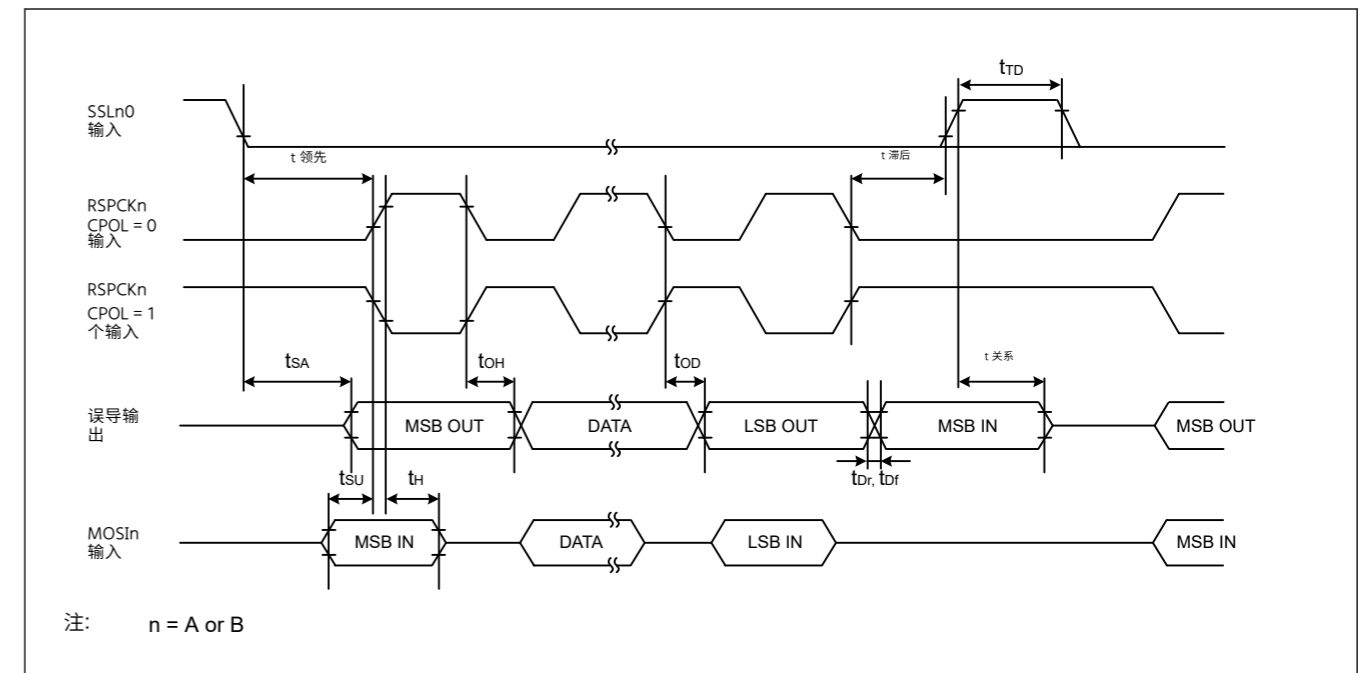 tTD
SSLn0
输入
t 领先
t 滞后
RSPCKn
CPOL = 0
输入
RSPCKn
CPOL = 1
个输入
tSA
tOH
tOD
t 关系
误导输
出
MSB OUT
DATA
LSB OUT
MSB IN
MSB OUT
tSU
tH
tDr, tDf
MOSIn
输入
MSB IN
DATA
LSB IN
MSB IN
注:
n = A or B